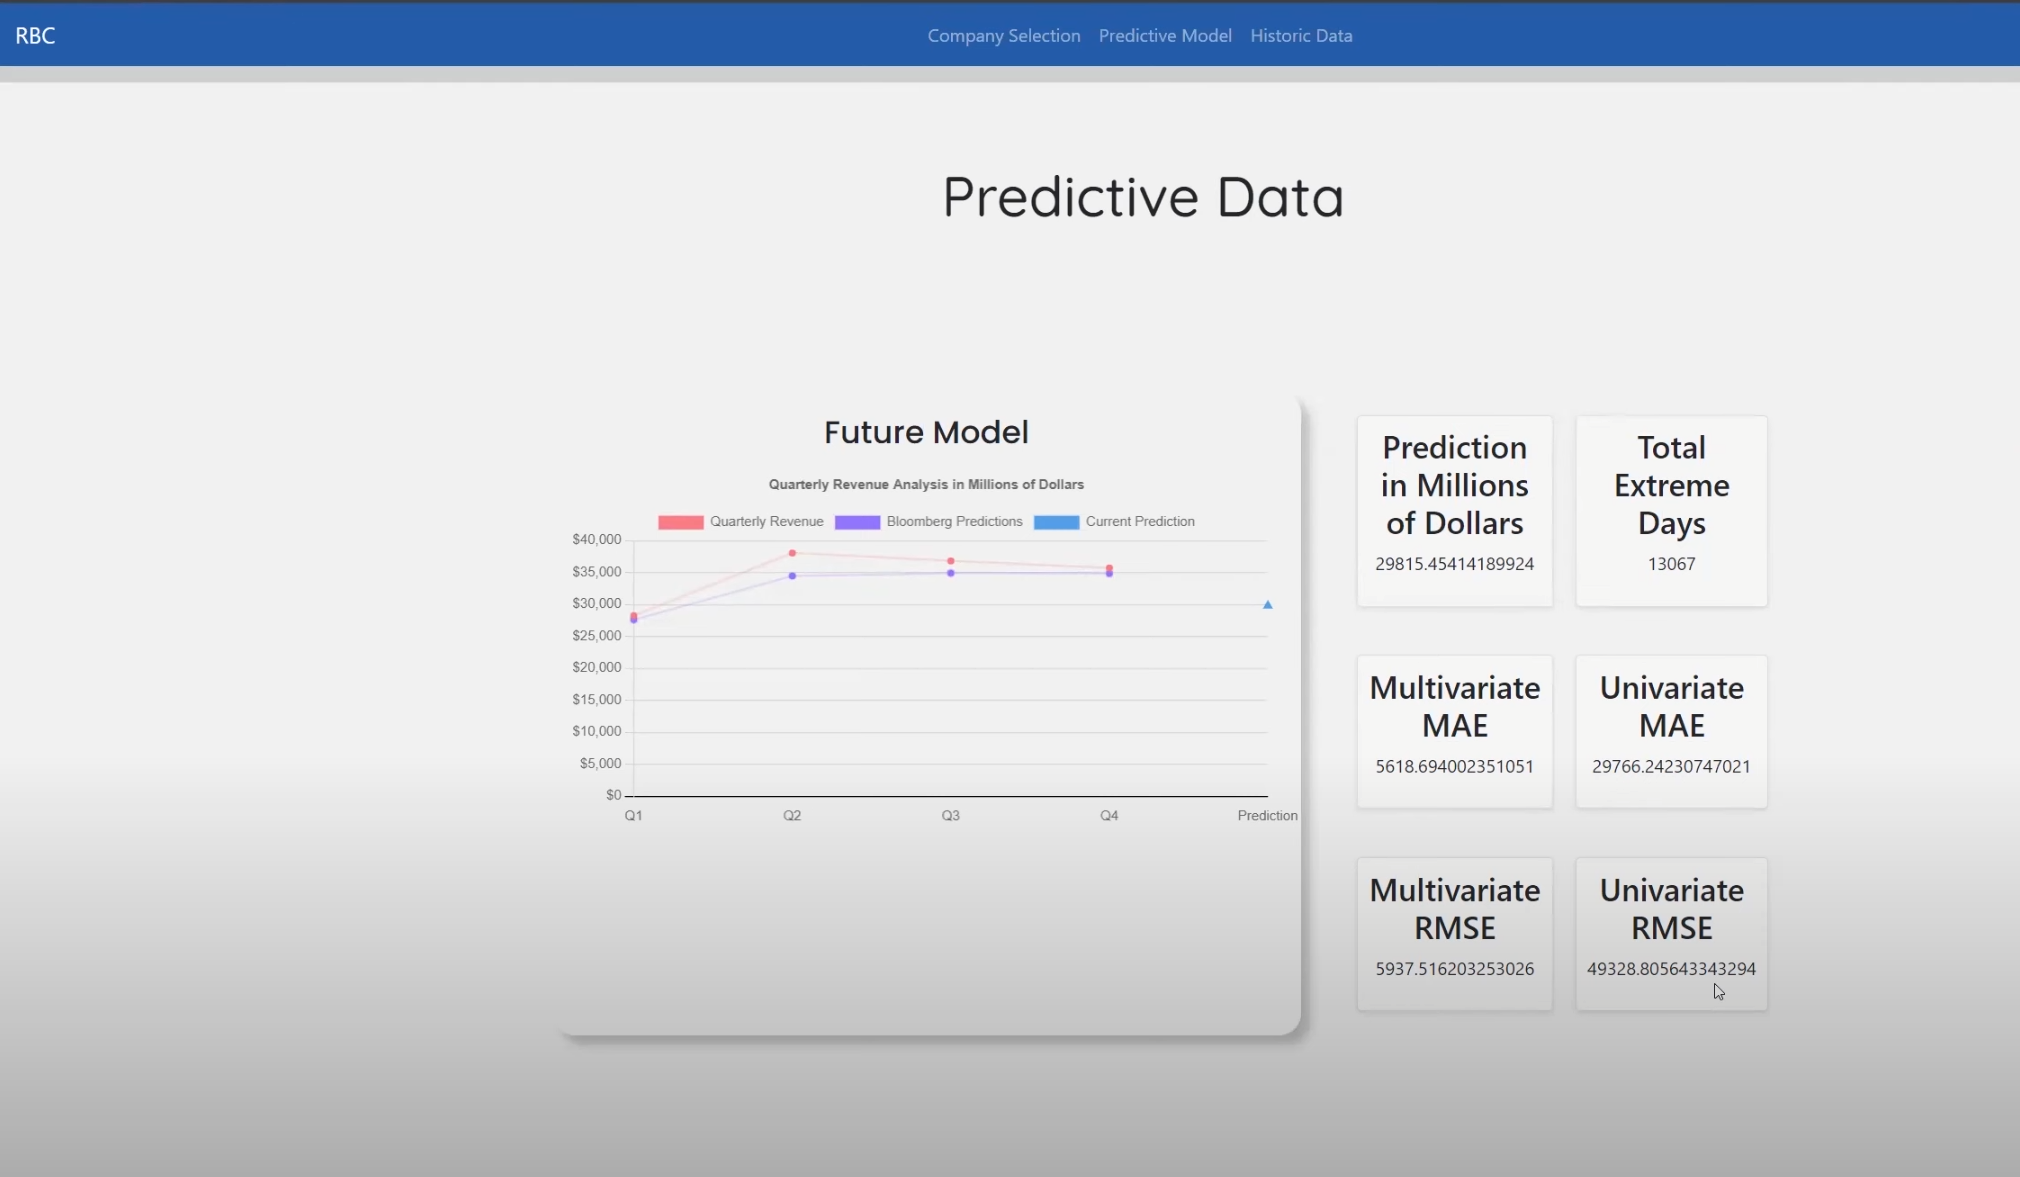 RBC
Company Selection Predictive Model Historic Data
Predictive Data
Future Model
Quarterly Revenue Analysis in Millions of Dollars
Quarterly Revenue Bloomberg Predictions Current Prediction
$40,000
$35,000
$30,000
$25,000
$20,000
$15,000
$10,000
$5,000
$0
Q1 Q2 Q3 Q4 Prediction
Prediction
in Millions
of Dollars
29815.45414189924
Total
Extreme
Days
13067
Multivariate
MAE
5618.694002351051
Univariate
MAE
29766.24230747021
Multivariate
RMSE
5937.516203253026
Univariate
RMSE
49328.805643343294